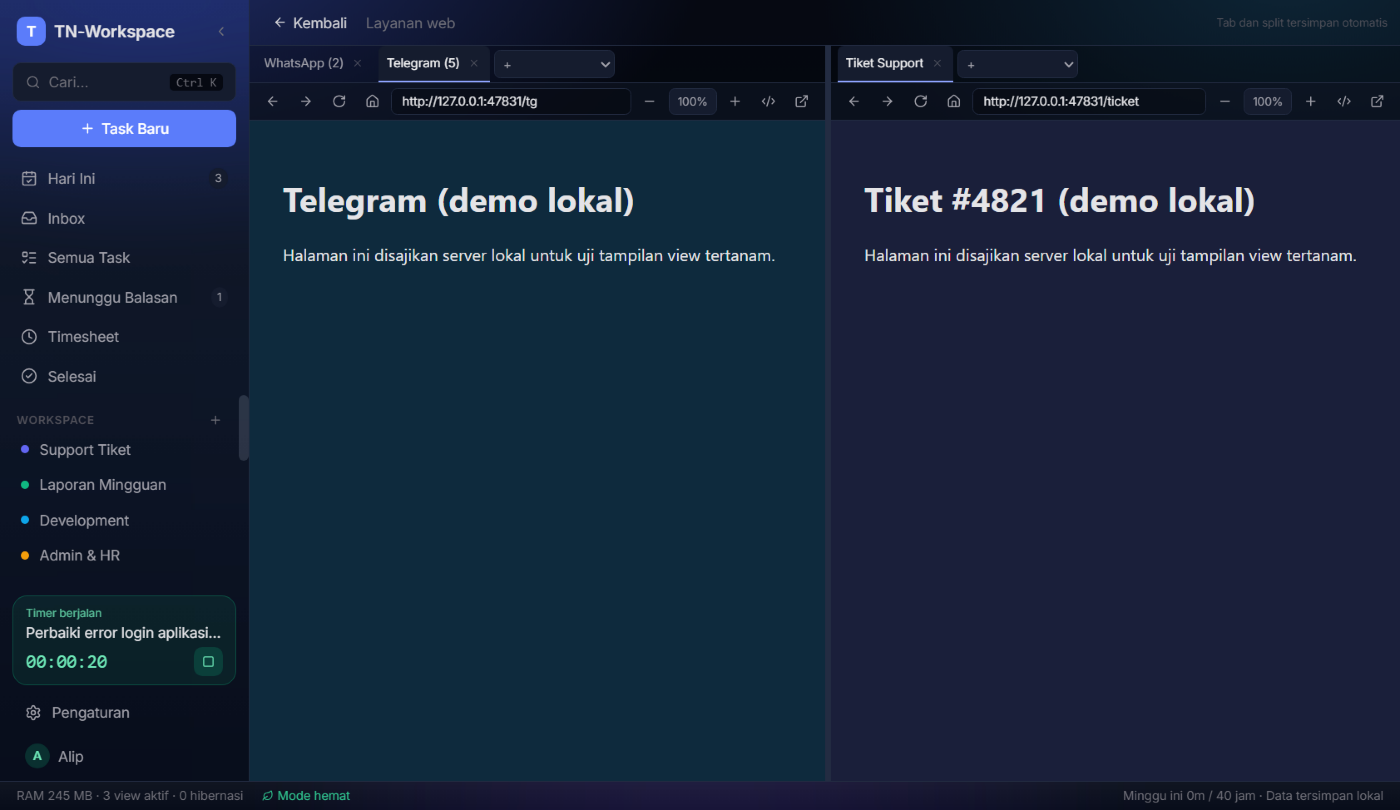 T TN-Workspace
Cari... Ctrl K
+ Task Baru
Hari Ini 3
Inbox
Semua Task
Menunggu Balasan 1
Timesheet
Selesai
WORKSPACE +
Support Tiket
Laporan Mingguan
Development
Admin & HR
Timer berjalan
Perbaiki error login aplikasi...
00:00:20
Pengaturan
A Alip
Kembali Layanan web Tab dan split tersimpan otomatis
WhatsApp (2) × Telegram (5) × +
http://127.0.0.1:47831/tg − 100% + </>
Telegram (demo lokal)
Halaman ini disajikan server lokal untuk uji tampilan view tertanam.
Tiket Support × +
http://127.0.0.1:47831/ticket − 100% + </>
Tiket #4821 (demo lokal)
Halaman ini disajikan server lokal untuk uji tampilan view tertanam.
RAM 245 MB · 3 view aktif · 0 hibernasi Mode hemat Minggu ini 0m / 40 jam · Data tersimpan lokal